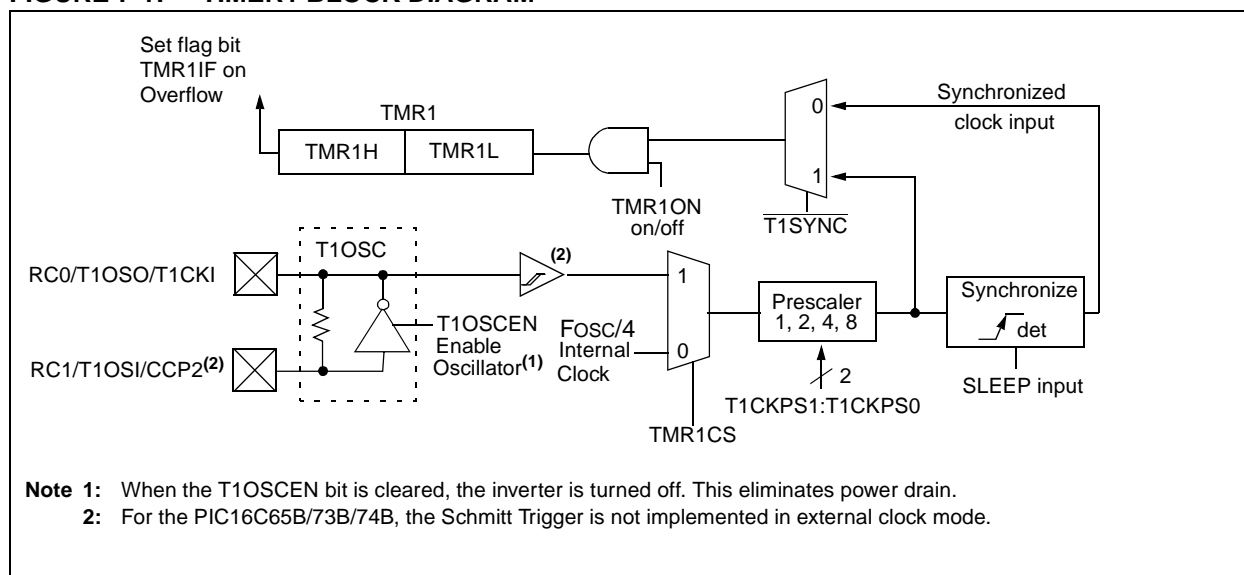 Set flag bit
TMR1IF on
Overflow
TMR1
TMR1H
TMR1L
TMR1ON
on/off
0
1
T1SYNC
Synchronized
clock input
T1OSC
RC0/T1OSO/T1CKI
RC1/T1OSI/CCP2(2)
T1OSCEN
Enable
Oscillator(1)
(2)
FOSC/4
Internal
Clock
1
0
TMR1CS
Prescaler
1, 2, 4, 8
2
T1CKPS1:T1CKPS0
Synchronize
det
SLEEP input
Note 1: When the T1OSCEN bit is cleared, the inverter is turned off. This eliminates power drain.
2: For the PIC16C65B/73B/74B, the Schmitt Trigger is not implemented in external clock mode.